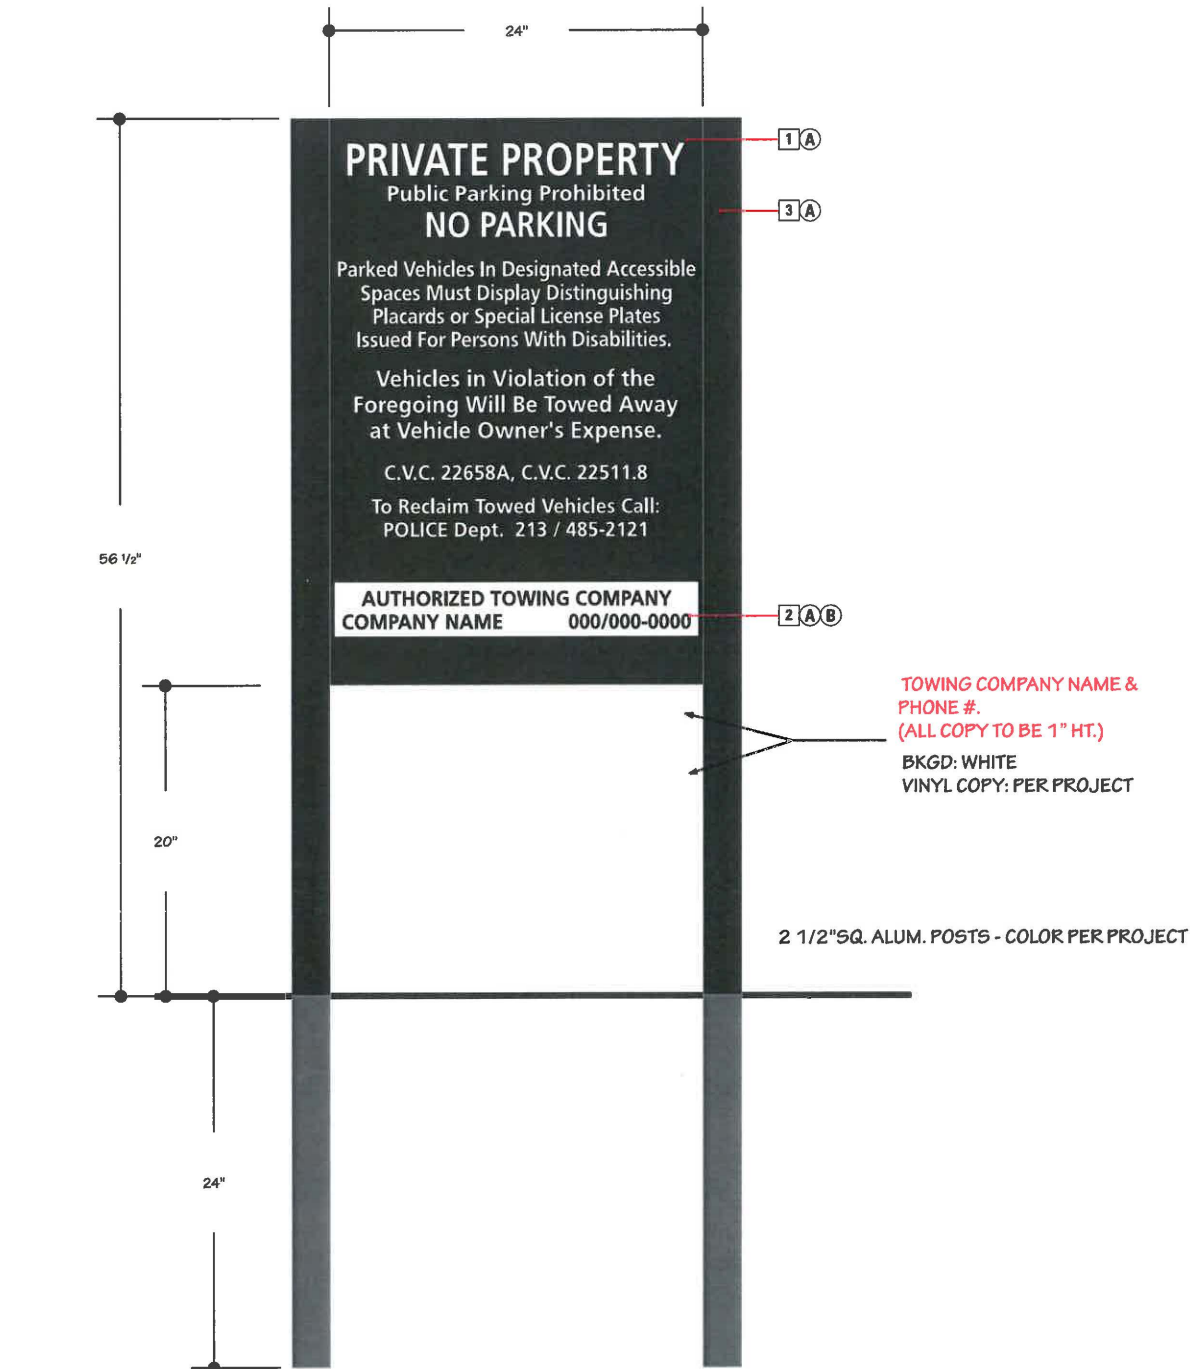 24"
PRIVATE PROPERTY
Public Parking Prohibited
NO PARKING
Parked Vehicles In Designated Accessible
Spaces Must Display Distinguishing
Placards or Special License Plates
Issued For Persons With Disabilities.
Vehicles in Violation of the
Foregoing Will Be Towed Away
at Vehicle Owner's Expense.
C.V.C. 22658A, C.V.C. 22511.8
To Reclaim Towed Vehicles Call:
POLICE Dept. 213 / 485-2121
AUTHORIZED TOWING COMPANY
COMPANY NAME 000/000-0000
1 A
3 A
2 A B
56 1/2"
20"
24"
TOWING COMPANY NAME &
PHONE #.
(ALL COPY TO BE 1" HT.)
BKGD: WHITE
VINYL COPY: PER PROJECT
2 1/2"SQ. ALUM. POSTS - COLOR PER PROJECT